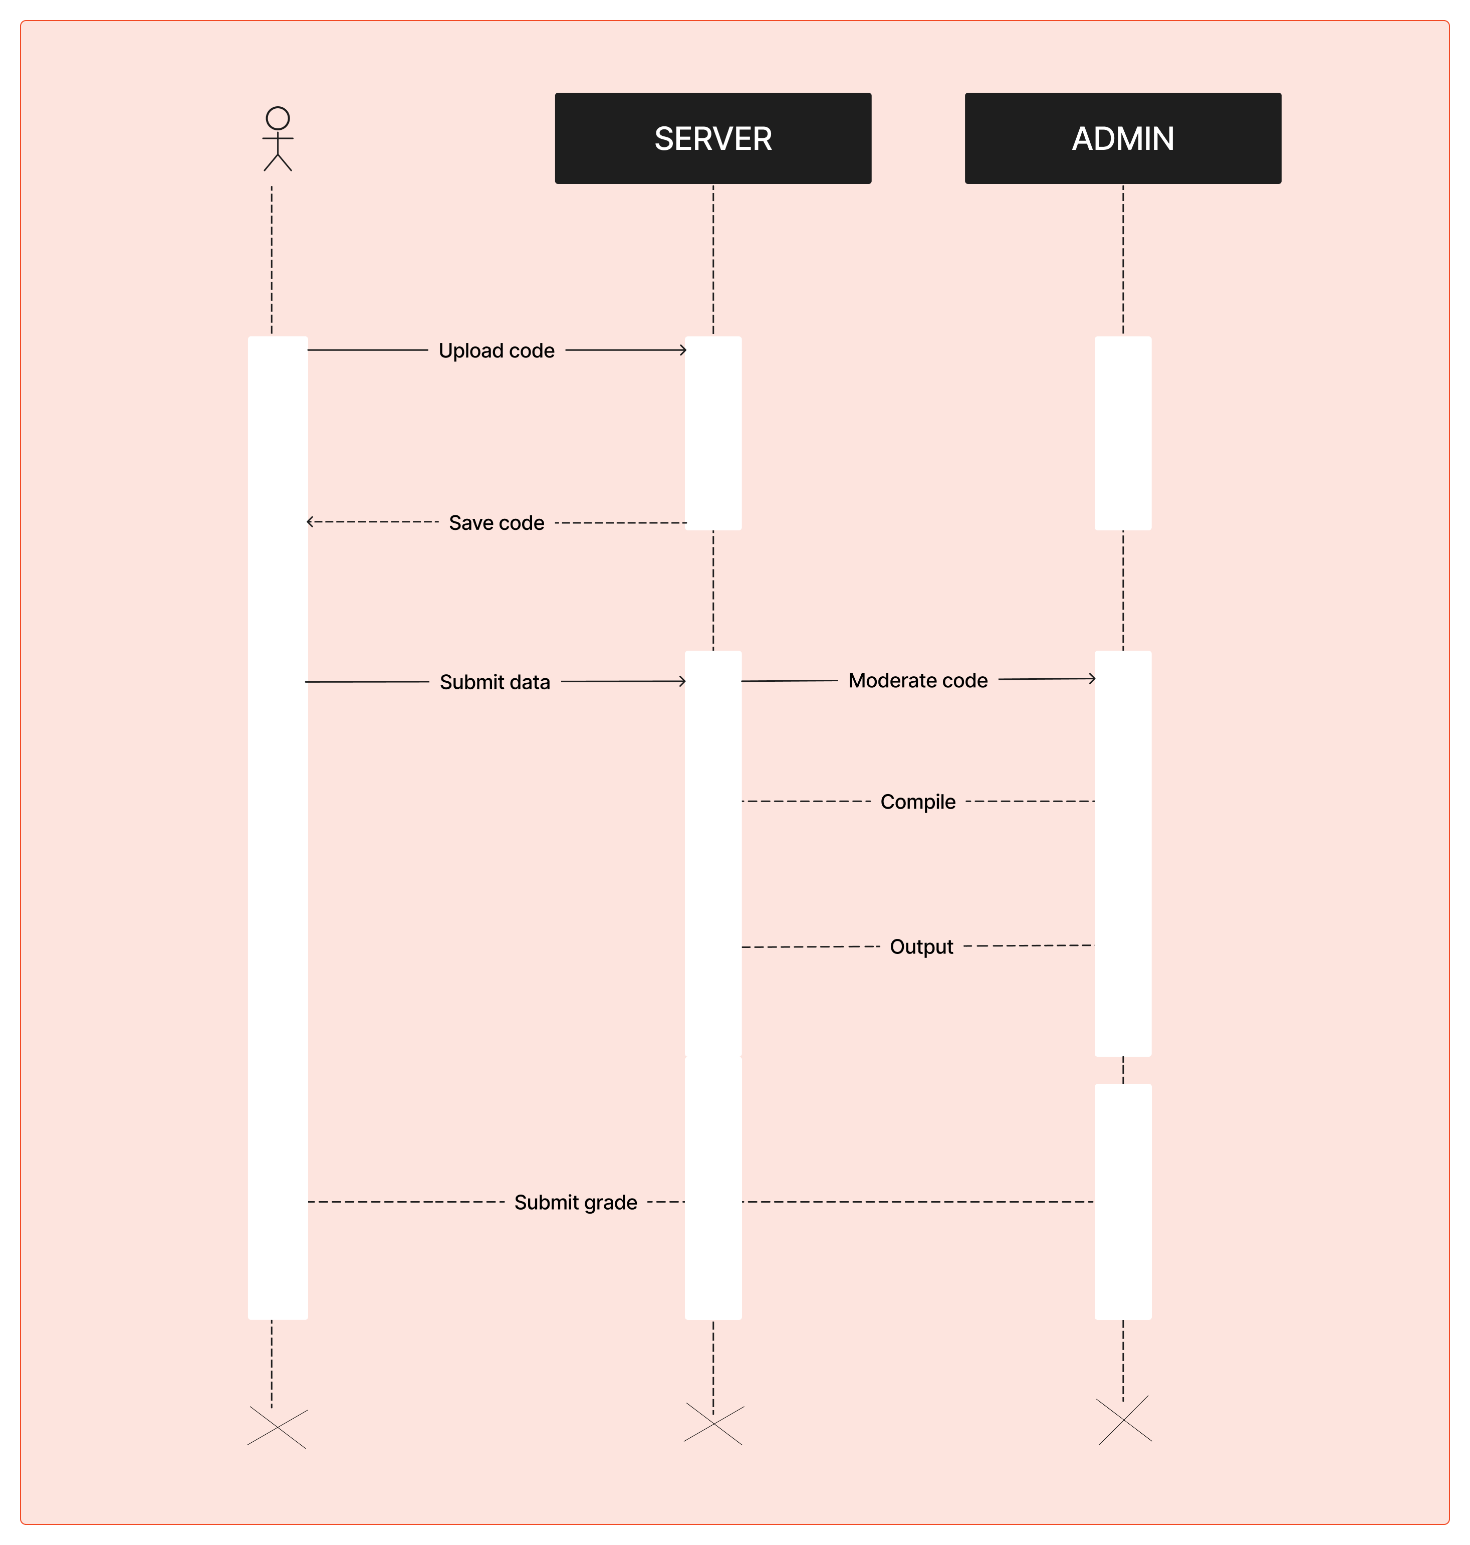 SERVER
ADMIN
Upload code
Save code
Submit data
Moderate code
Compile
Output
Submit grade